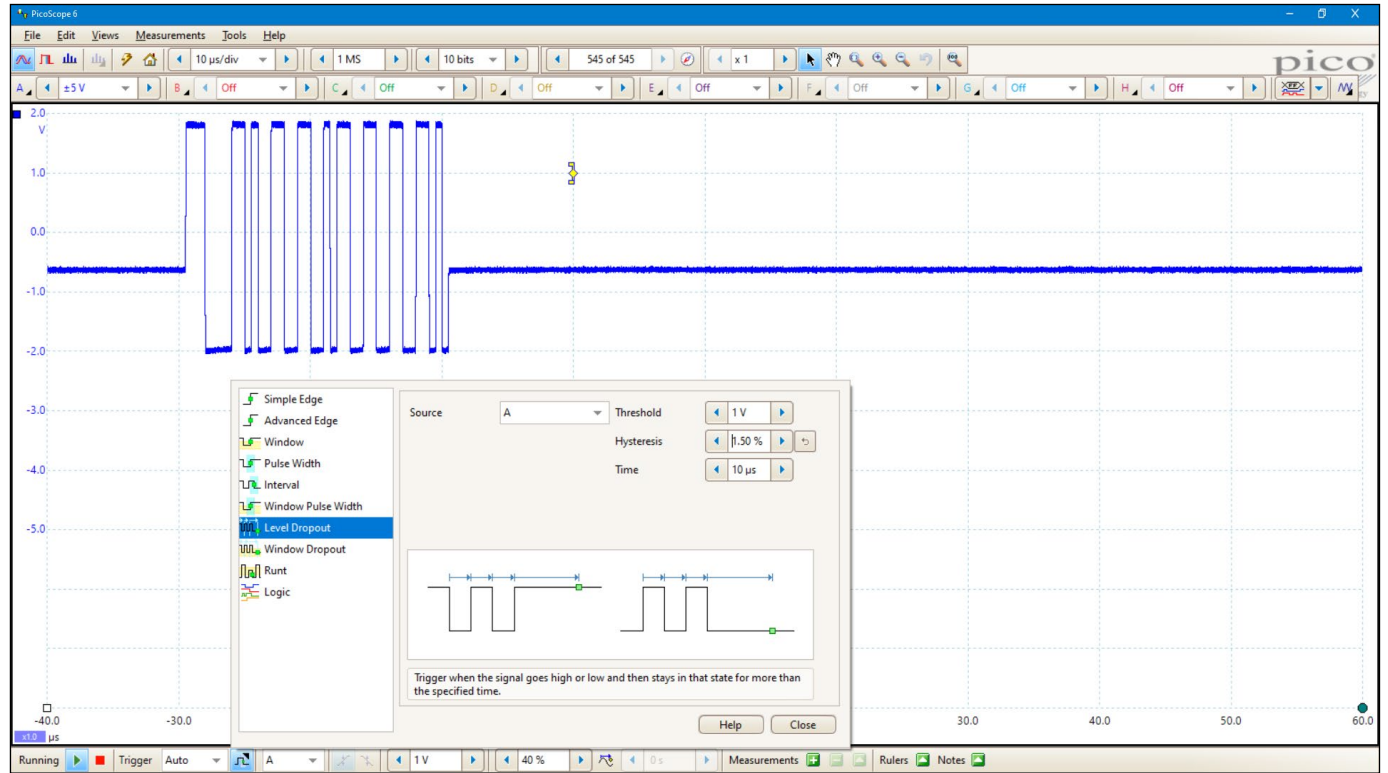 PicoScope 6
File Edit Views Measurements Tools Help
10 µs/div 1 MS 10 bits 545 of 545 x 1
pico
A ±5 V B Off C Off D Off E Off F Off G Off H Off
2.0
V
1.0
0.0
-1.0
-2.0
-3.0
-4.0
-5.0
Simple Edge
Advanced Edge
Window
Pulse Width
Interval
Window Pulse Width
Level Dropout
Window Dropout
Runt
Logic
Source A Threshold 1 V
Hysteresis 1.50 %
Time 10 µs
Trigger when the signal goes high or low and then stays in that state for more than
the specified time.
Help Close
-40.0 -30.0 30.0 40.0 50.0 60.0
x1.0 µs
Running Trigger Auto A 1 V 40 % 0 s Measurements Rulers Notes